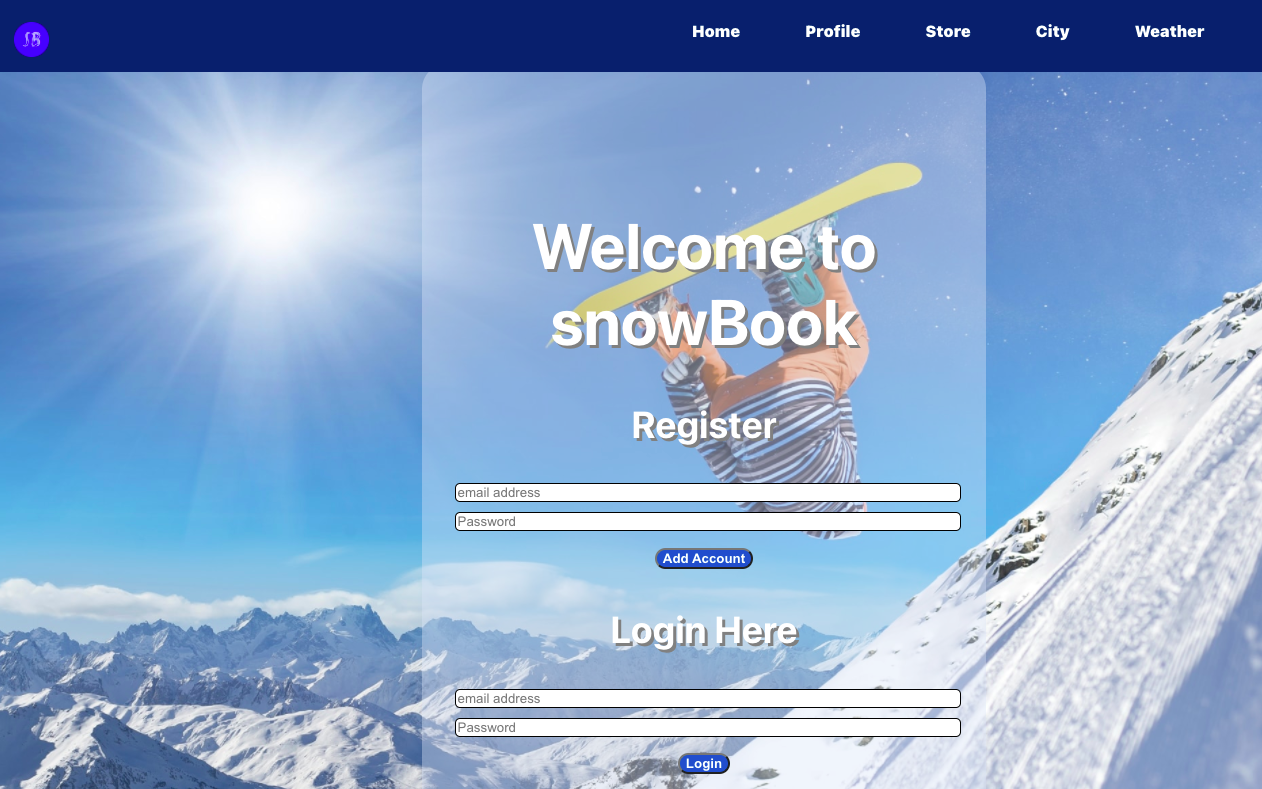 SB
Home Profile Store City Weather
Welcome to
snowBook
Register
email address
Password
Add Account
Login Here
email address
Password
Login